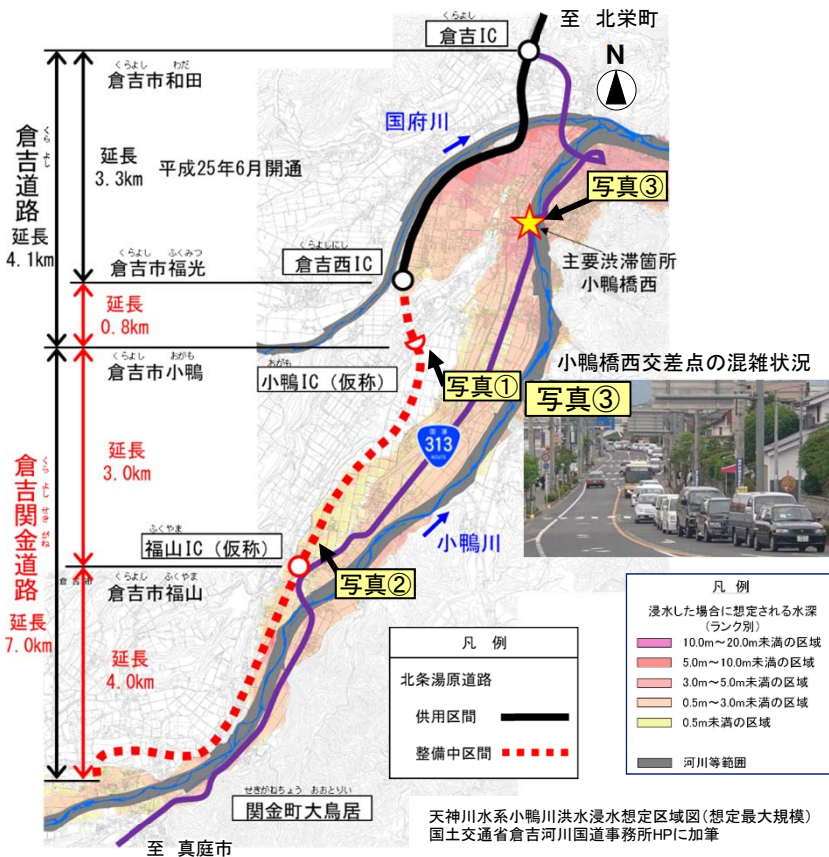 至 北栄町
くらよし
倉吉IC
N
くらよし わだ
倉吉市和田
国府川
倉吉道路
くらよし
延長
4.1km
延長
3.3km
平成25年6月開通
写真③
くらよし ふくみつ
倉吉市福光
くらよしにし
倉吉西IC
主要渋滞箇所
小鴨橋西
延長
0.8km
くらよし おがも
倉吉市小鴨
おがも
小鴨IC（仮称）
写真①
小鴨橋西交差点の混雑状況
写真③
国道
313
ROUTE
延長
3.0km
倉吉関金道路
くらよしせきがね
延長
7.0km
小鴨川
ふくやま
福山IC（仮称）
写真②
倉吉市
くらよし ふくやま
倉吉市福山
延長
4.0km
凡 例
北条湯原道路
供用区間
整備中区間
凡 例
浸水した場合に想定される水深
（ランク別）
10.0m～20.0m未満の区域
5.0m～10.0m未満の区域
3.0m～5.0m未満の区域
0.5m～3.0m未満の区域
0.5m未満の区域
河川等範囲
せきがねちょう おおとりい
関金町大鳥居
至 真庭市
天神川水系小鴨川洪水浸水想定区域図（想定最大規模）
国土交通省倉吉河川国道事務所HPに加筆